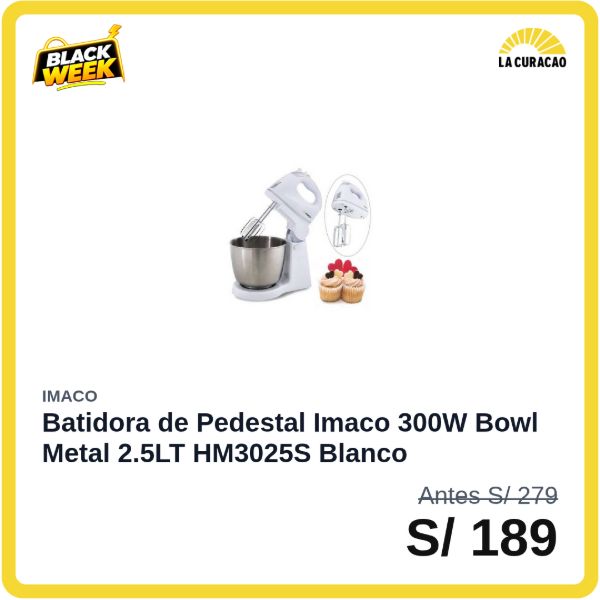 BLACK
WEEK
LA CURACAO
IMACO
Batidora de Pedestal Imaco 300W Bowl
Metal 2.5LT HM3025S Blanco
Antes S/ 279
S/ 189